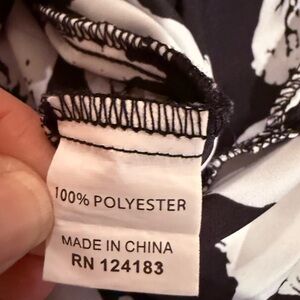 100% POLYESTER
MADE IN CHINA
RN 124183